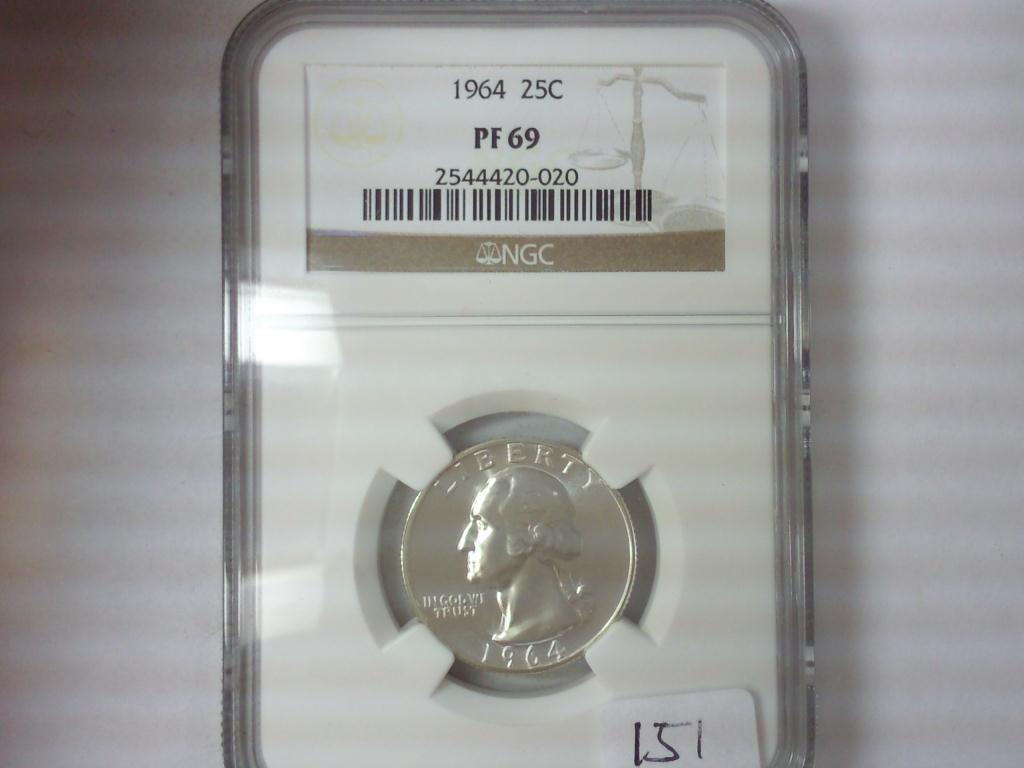 1964 25C
PF 69
2544420-020
NGC
LIBERTY
IN GOD WE
TRUST
1964
151